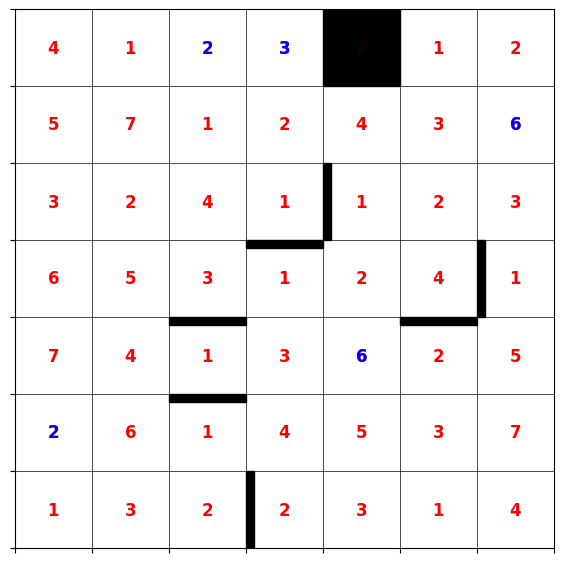 4 1 2 3 7 1 2
5 7 1 2 4 3 6
3 2 4 1 1 2 3
6 5 3 1 2 4 1
7 4 1 3 6 2 5
2 6 1 4 5 3 7
1 3 2 2 3 1 4